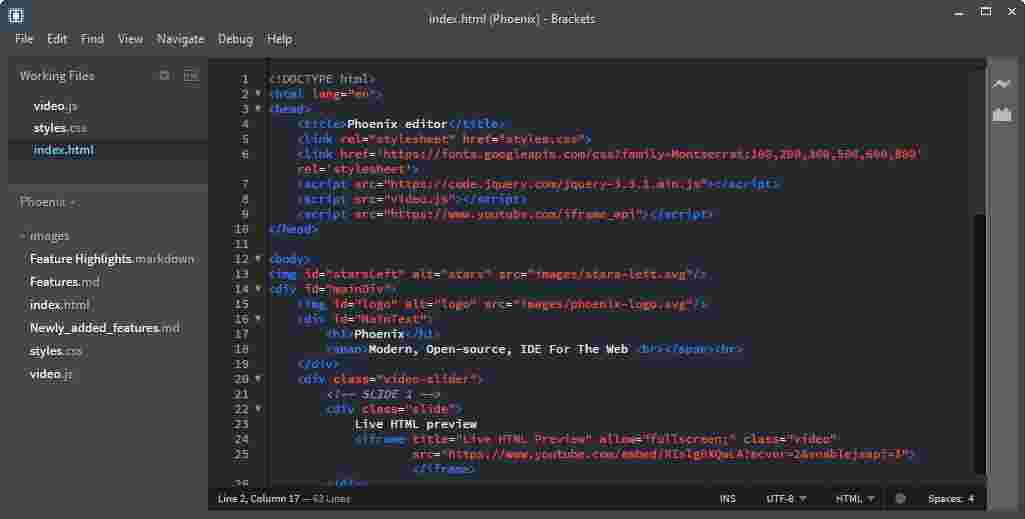 index.html (Phoenix) - Brackets
File Edit Find View Navigate Debug Help
Working Files
video.js
styles.css
index.html
Phoenix
images
Feature Highlights.markdown
Features.md
index.html
Newly_added_features.md
styles.css
video.js
1 <!DOCTYPE html>
2 <html lang="en">
3 <head>
4 <title>Phoenix editor</title>
5 <link rel="stylesheet" href="styles.css">
6 <link href='https://fonts.googleapis.com/css?family=Montserrat:100,200,300,500,600,800'
rel='stylesheet'>
7 <script src="https://code.jquery.com/jquery-3.3.1.min.js"></script>
8 <script src="video.js"></script>
9 <script src="https://www.youtube.com/iframe_api"></script>
10 </head>
11
12 <body>
13 <img id="starsLeft" alt="stars" src="images/stars-left.svg"/>
14 <div id="mainDiv">
15 <img id="logo" alt="logo" src="images/phoenix-logo.svg"/>
16 <div id="MainText">
17 <h1>Phoenix</h1>
18 <span>Modern, Open-source, IDE For The Web <br></span><br>
19 </div>
20 <div class="video-slider">
21 <!-- SLIDE 1 -->
22 <div class="slide">
23 Live HTML preview
24 <iframe title="Live HTML Preview" allow="fullscreen;" class="video"
25 src="https://www.youtube.com/embed/
</iframe>
26 </div>
Line 2, Column 17 — 63 Lines
INS UTF-8 HTML Spaces: 4